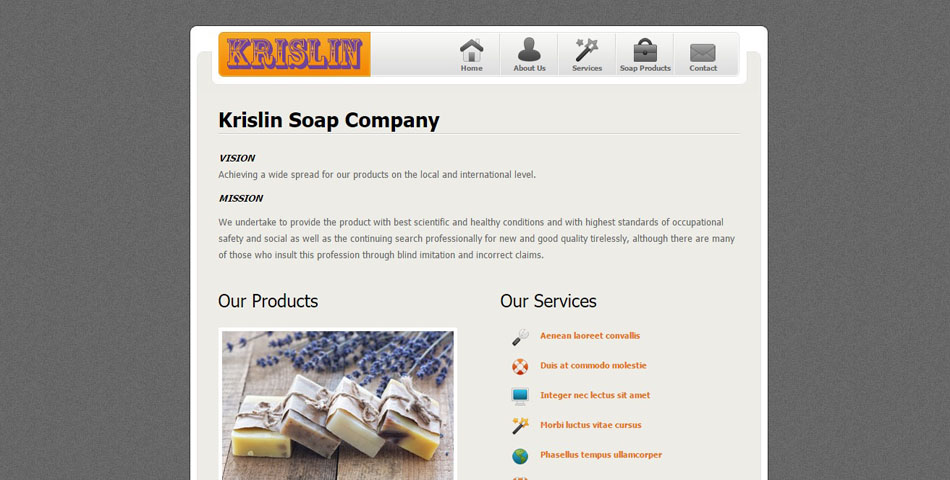 KRISLIN
Home
About Us
Services
Soap Products
Contact
Krislin Soap Company
VISION
Achieving a wide spread for our products on the local and international level.
MISSION
We undertake to provide the product with best scientific and healthy conditions and with highest standards of occupational
safety and social as well as the continuing search professionally for new and good quality tirelessly, although there are many
of those who insult this profession through blind imitation and incorrect claims.
Our Products
Our Services
Aenean laoreet convallis
Duis at commodo molestie
Integer nec lectus sit amet
Morbi luctus vitae cursus
Phasellus tempus ullamcorper